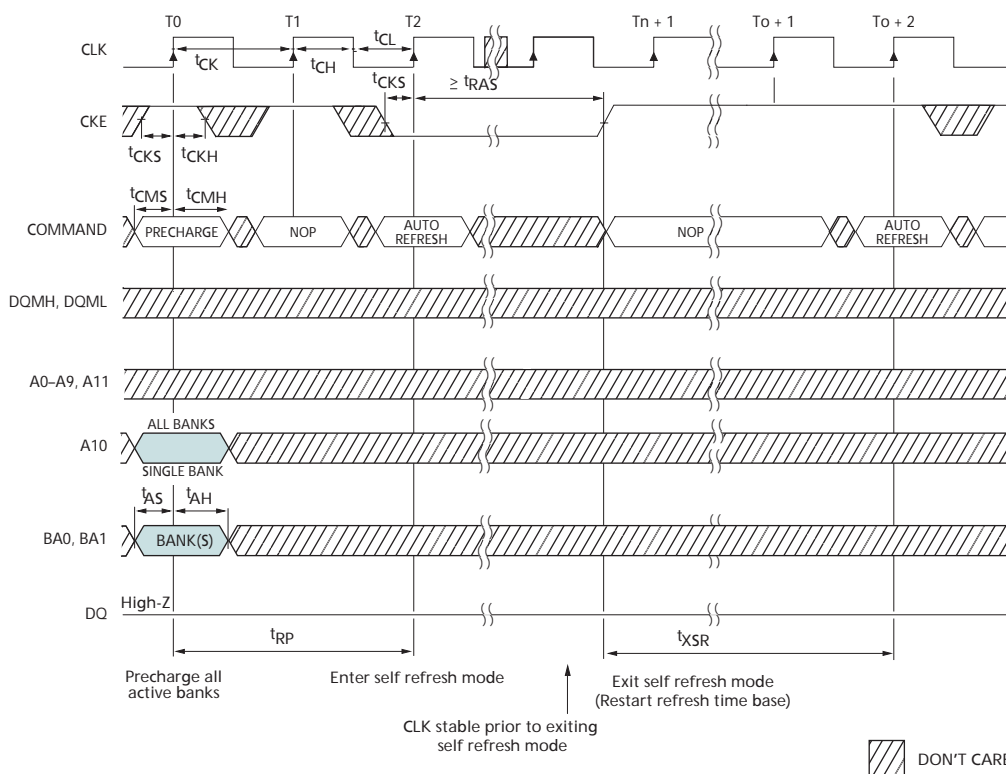 T0 T1 T2 Tn + 1 To + 1 To + 2
CLK
tCK tCH tCL
tCKS ≥ tRAS
CKE
tCKS tCKH
tCMS tCMH
COMMAND PRECHARGE NOP AUTO REFRESH NOP AUTO REFRESH
DQMH, DQML
A0–A9, A11
ALL BANKS
A10
SINGLE BANK
tAS tAH
BA0, BA1 BANK(S)
High-Z
DQ
tRP tXSR
Precharge all
active banks
Enter self refresh mode
Exit self refresh mode
(Restart refresh time base)
CLK stable prior to exiting
self refresh mode
DON'T CARE